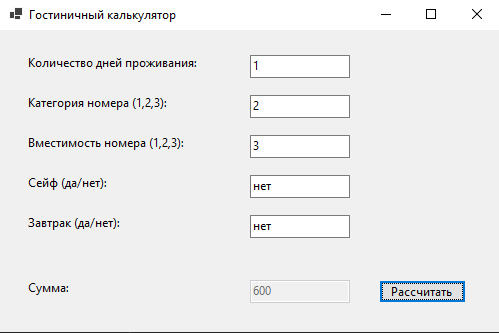 Гостиничный калькулятор
Количество дней проживания: 1
Категория номера (1,2,3): 2
Вместимость номера (1,2,3): 3
Сейф (да/нет): нет
Завтрак (да/нет): нет
Сумма: 600 Рассчитать